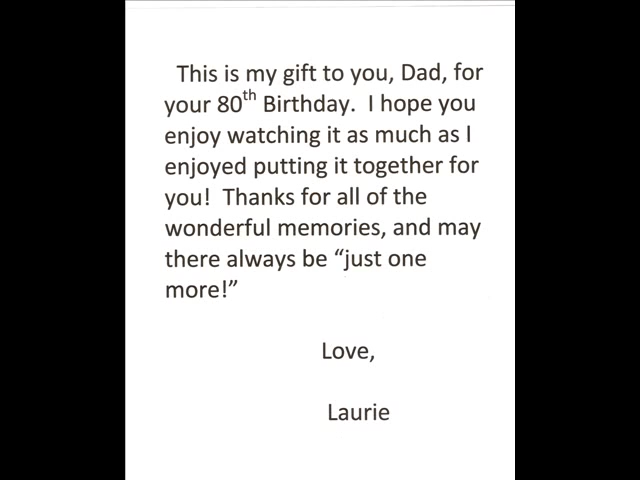 This is my gift to you, Dad, for
your 80th Birthday.  I hope you
enjoy watching it as much as I
enjoyed putting it together for
you!  Thanks for all of the
wonderful memories, and may
there always be “just one
more!”
Love,
Laurie